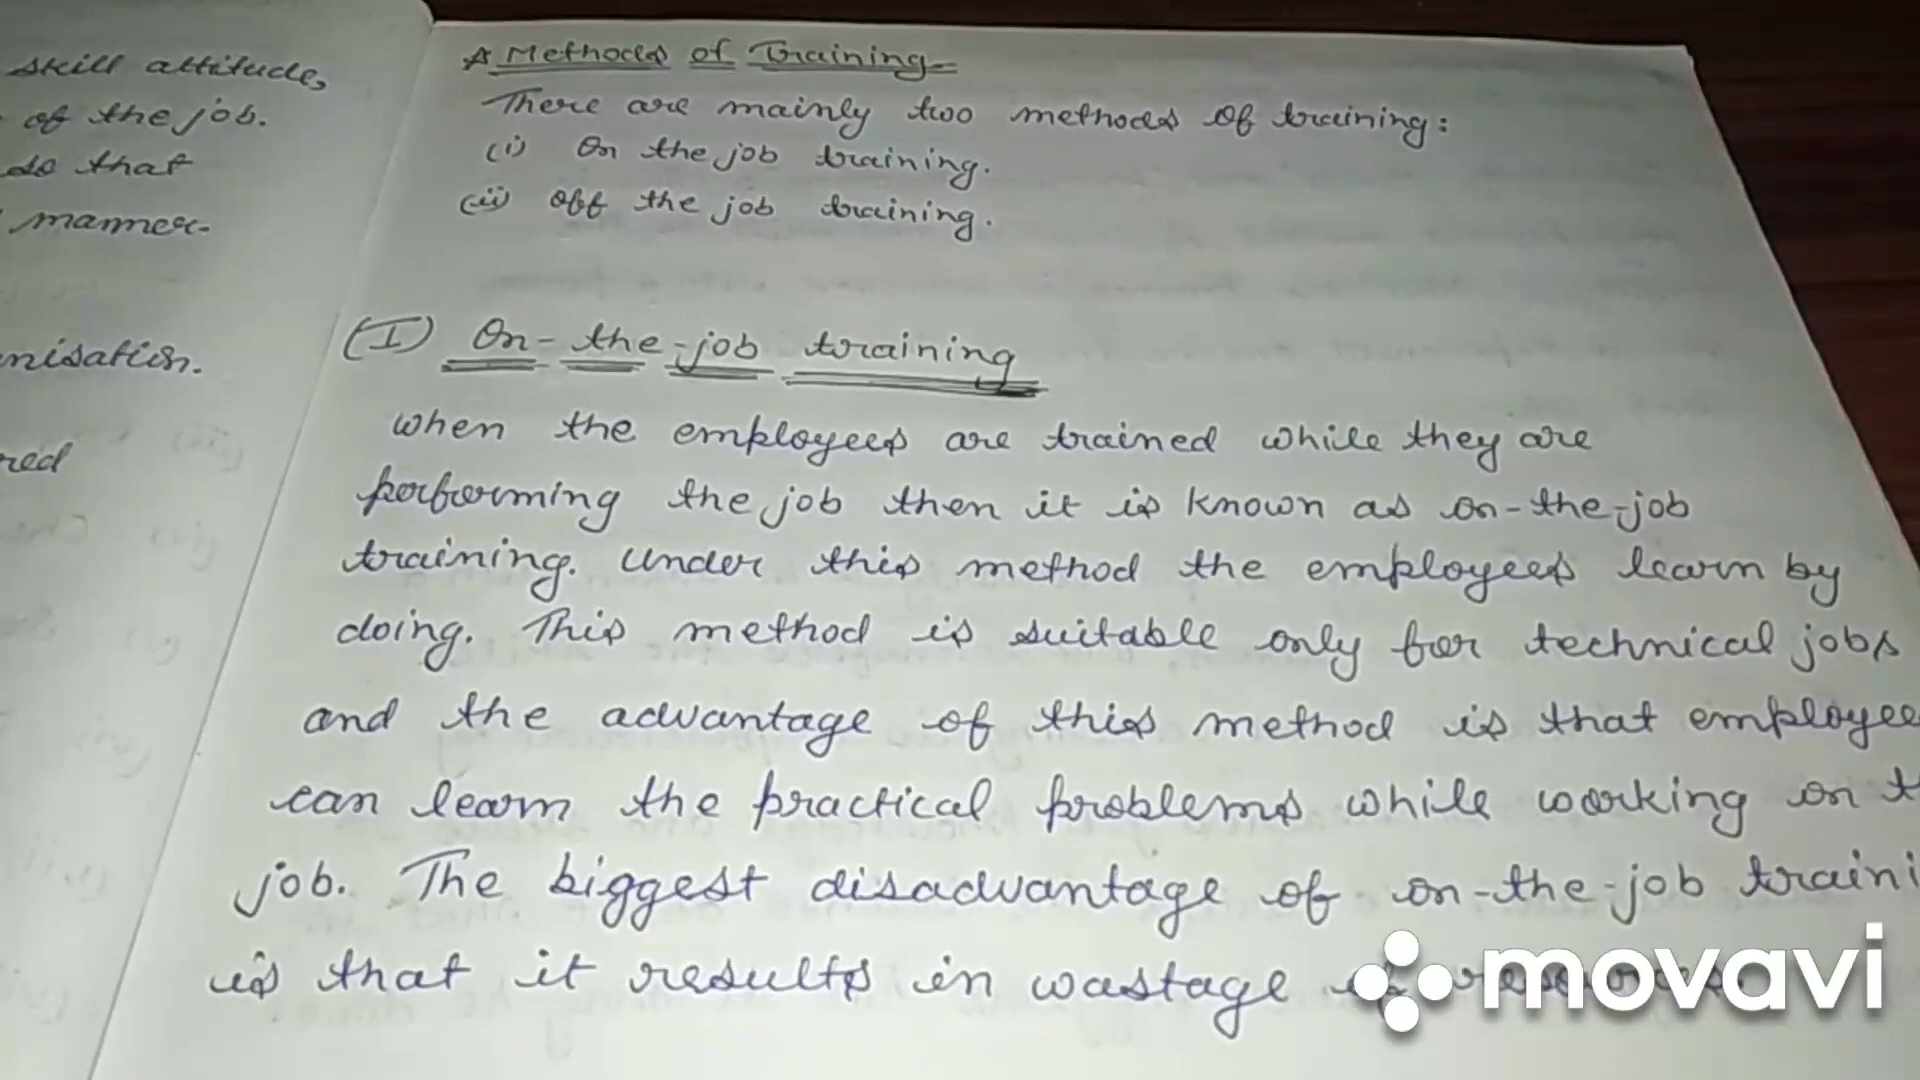 skill attitude,
of the job.
do that
manner.
nisation.
red
Methods of Training-
There are mainly two methods of training:
(i) On the job training.
(ii) Off the job training.
(I) On-the-job training
When the employees are trained while they are
performing the job then it is known as on-the-job
training. Under this method the employees learn by
doing. This method is suitable only for technical jobs
and the advantage of this method is that employee
can learn the practical problems while working on t
job. The biggest disadvantage of on-the-job traini
is that it results in wastage of resources.
movavi